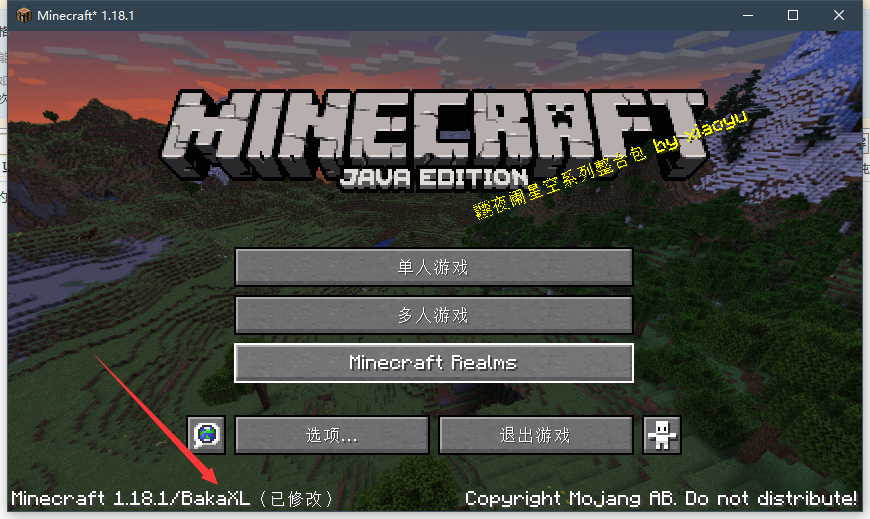 Minecraft* 1.18.1
MINECRAFT
JAVA EDITION
夜阑星空系列整合包 by xiaoyu
单人游戏
多人游戏
Minecraft Realms
选项...
退出游戏
Minecraft 1.18.1/BakaXL（已修改）
Copyright Mojang AB. Do not distribute!